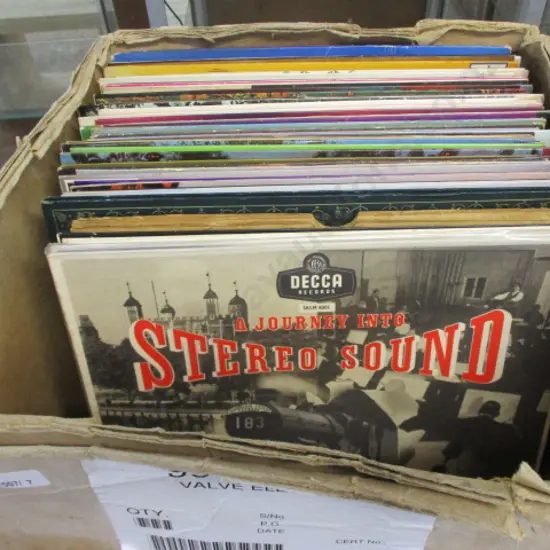 DECCA
RECORDS
A JOURNEY INTO
STEREO SOUND
183
VALVE
QTY.
S/No
P.O.
DATE
CERT No.